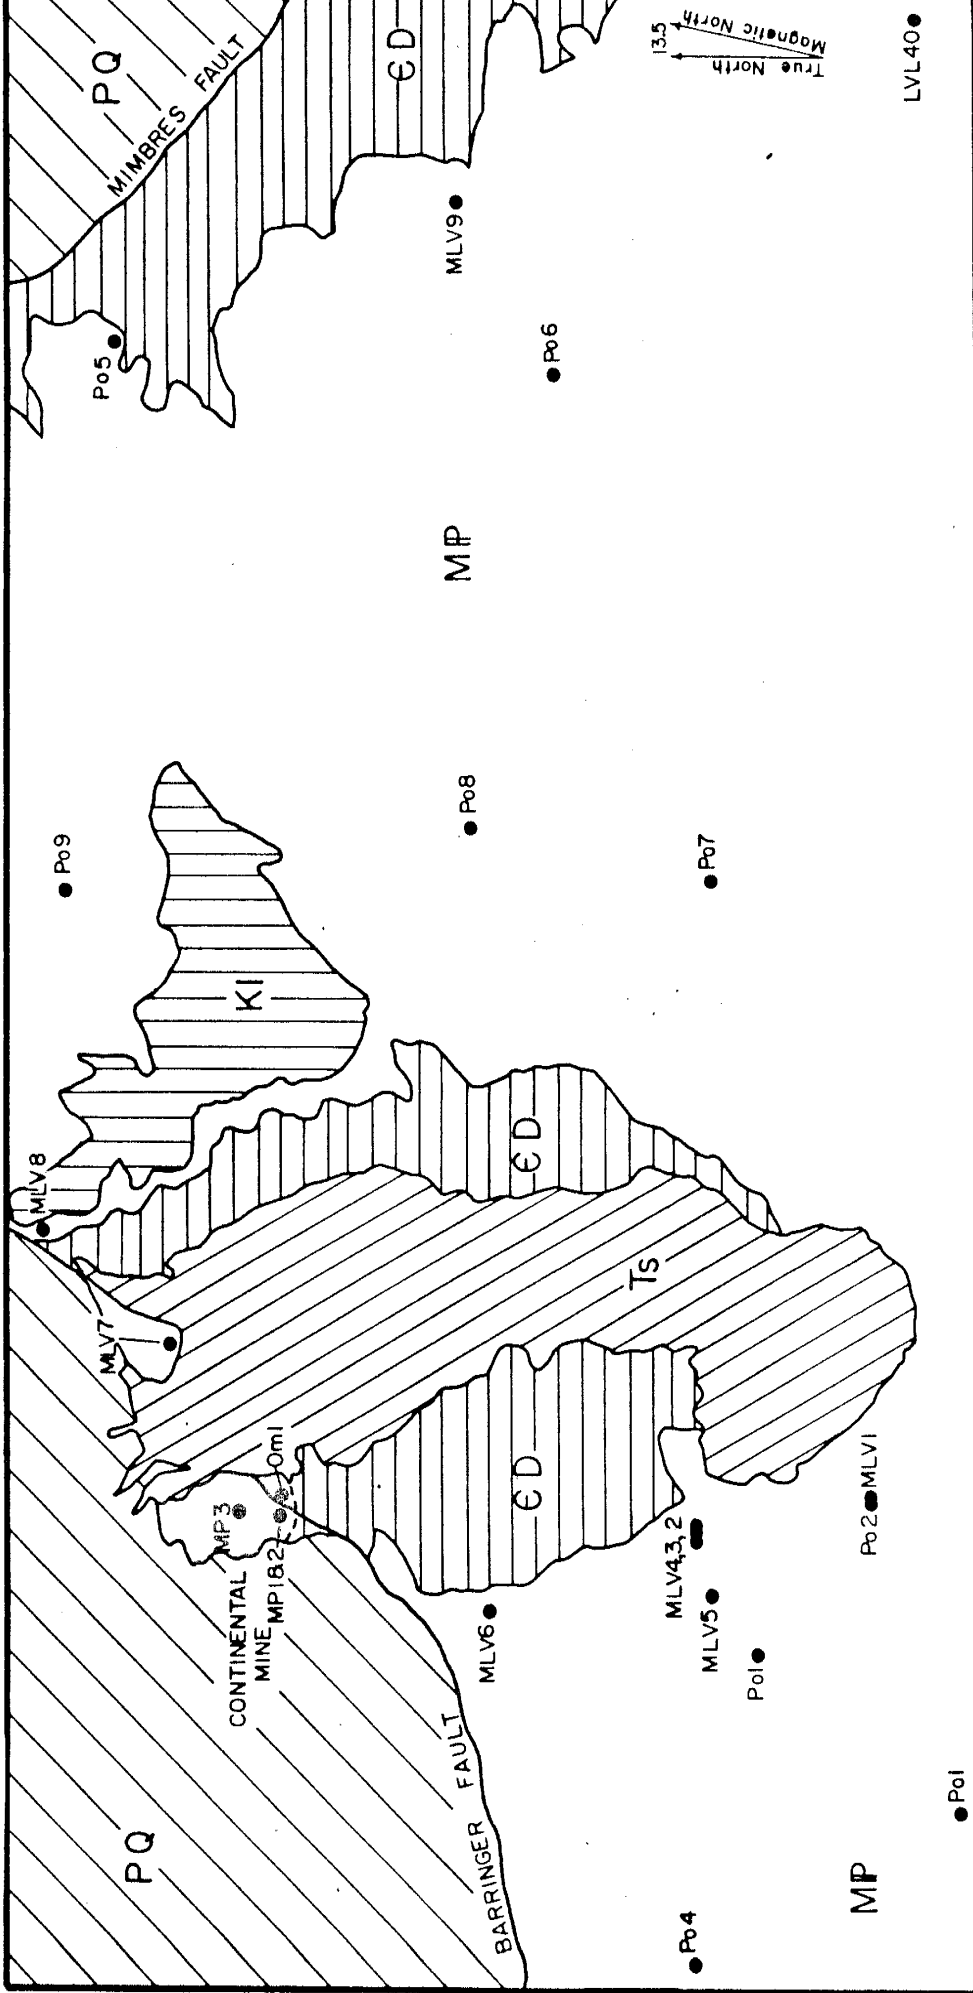 PQ
MIMBRES FAULT
ЄD
13.5
Magnetic North
True North
LVL40
MLV9
Po5
Po6
MP
Po9
Po8
Po7
KI
MLV8
ЄD
MLV7
Ts
Om1
MP3
CONTINENTAL
MINE
MP1&2
ЄD
MLV1
Po2
MLV4,3,2
MLV5
MLV6
Po1
BARRINGER FAULT
PQ
Po1
MP
Po4